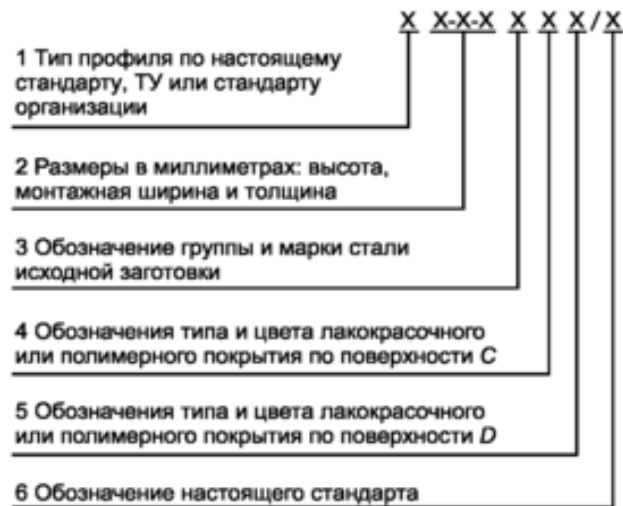 X X-X-X X X X/X
1 Тип профиля по настоящему
стандарту, ТУ или стандарту
организации
2 Размеры в миллиметрах: высота,
монтажная ширина и толщина
3 Обозначение группы и марки стали
исходной заготовки
4 Обозначения типа и цвета лакокрасочного
или полимерного покрытия по поверхности C
5 Обозначения типа и цвета лакокрасочного
или полимерного покрытия по поверхности D
6 Обозначение настоящего стандарта